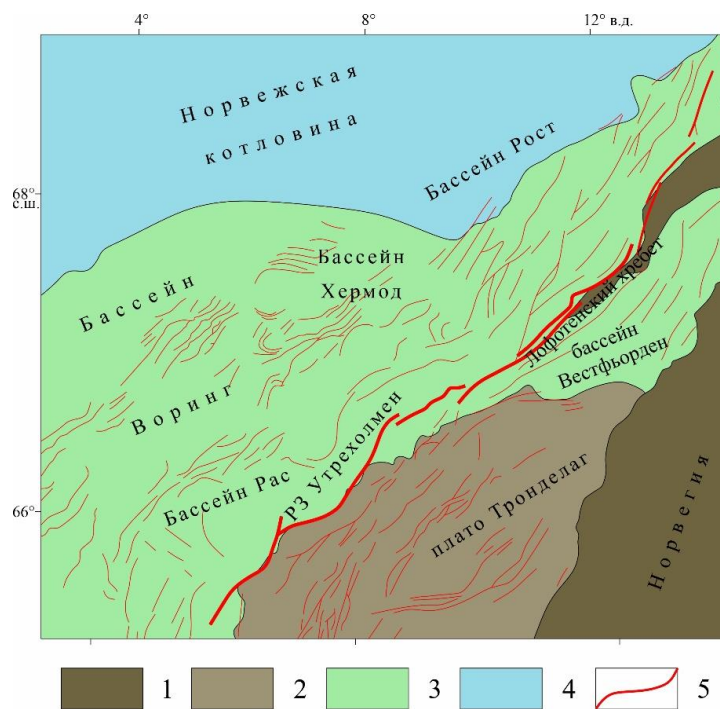 4° 8° 12° в.д.
Норвежская
котловина
Бассейн Рост
68°
с.ш.
Бассейн
Хермод
Бассейн
Лофотенский хребет
бассейн
Вестфьорден
Воринг
РЗ Утрехолмен
Бассейн Рас
плато Тронделаг
66°
Норвегия
1 2 3 4 5